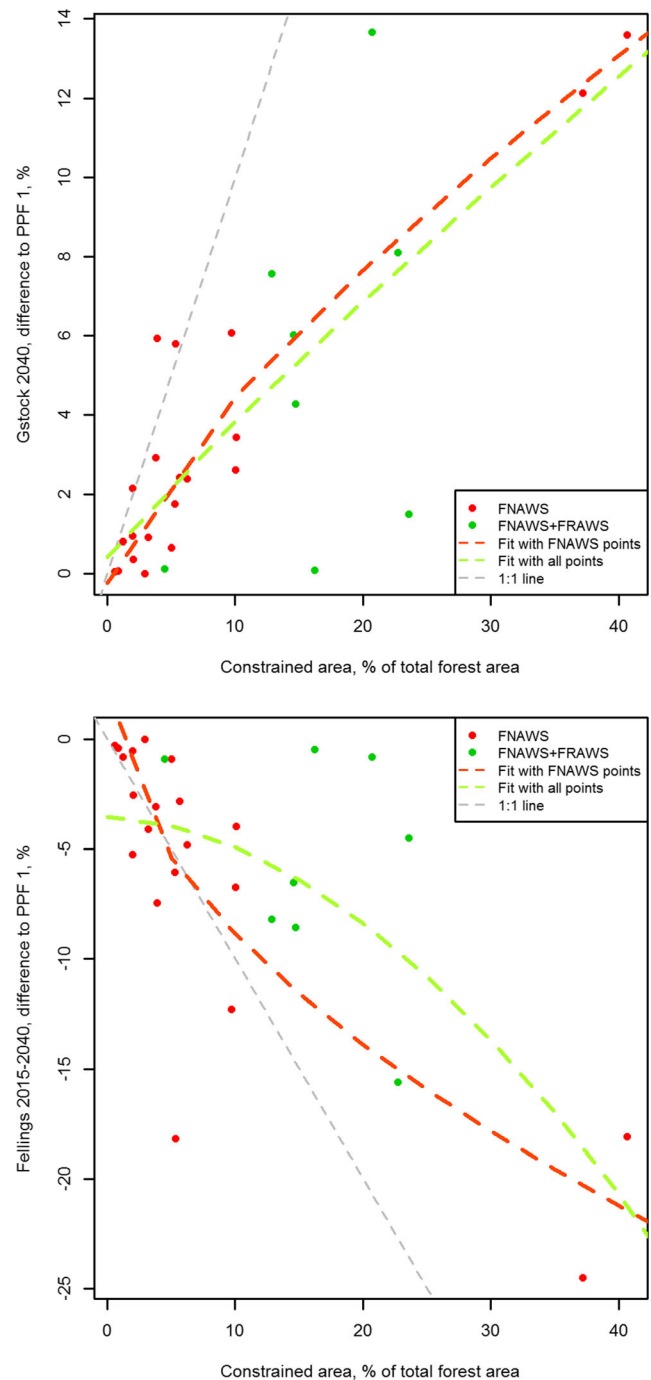 14
12
10
8
6
4
2
0
Gstock 2040, difference to PPF 1, %
FNAWS
FNAWS+FRAWS
Fit with FNAWS points
Fit with all points
1:1 line
0 10 20 30 40
Constrained area, % of total forest area
0
-5
-10
-15
-20
-25
Fellings 2015-2040, difference to PPF 1, %
FNAWS
FNAWS+FRAWS
Fit with FNAWS points
Fit with all points
1:1 line
0 10 20 30 40
Constrained area, % of total forest area